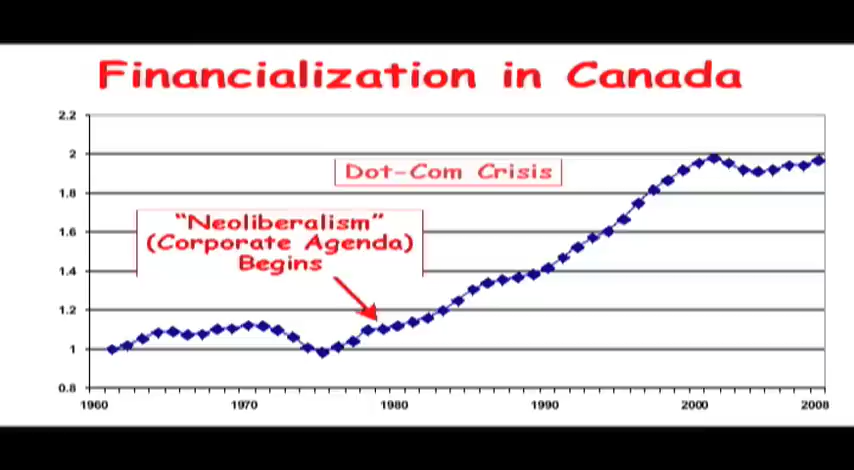 Financialization in Canada
2.2
2
1.8
1.6
1.4
1.2
1
0.8
Dot-Com Crisis
"Neoliberalism"
(Corporate Agenda)
Begins
1960 1970 1980 1990 2000 2008